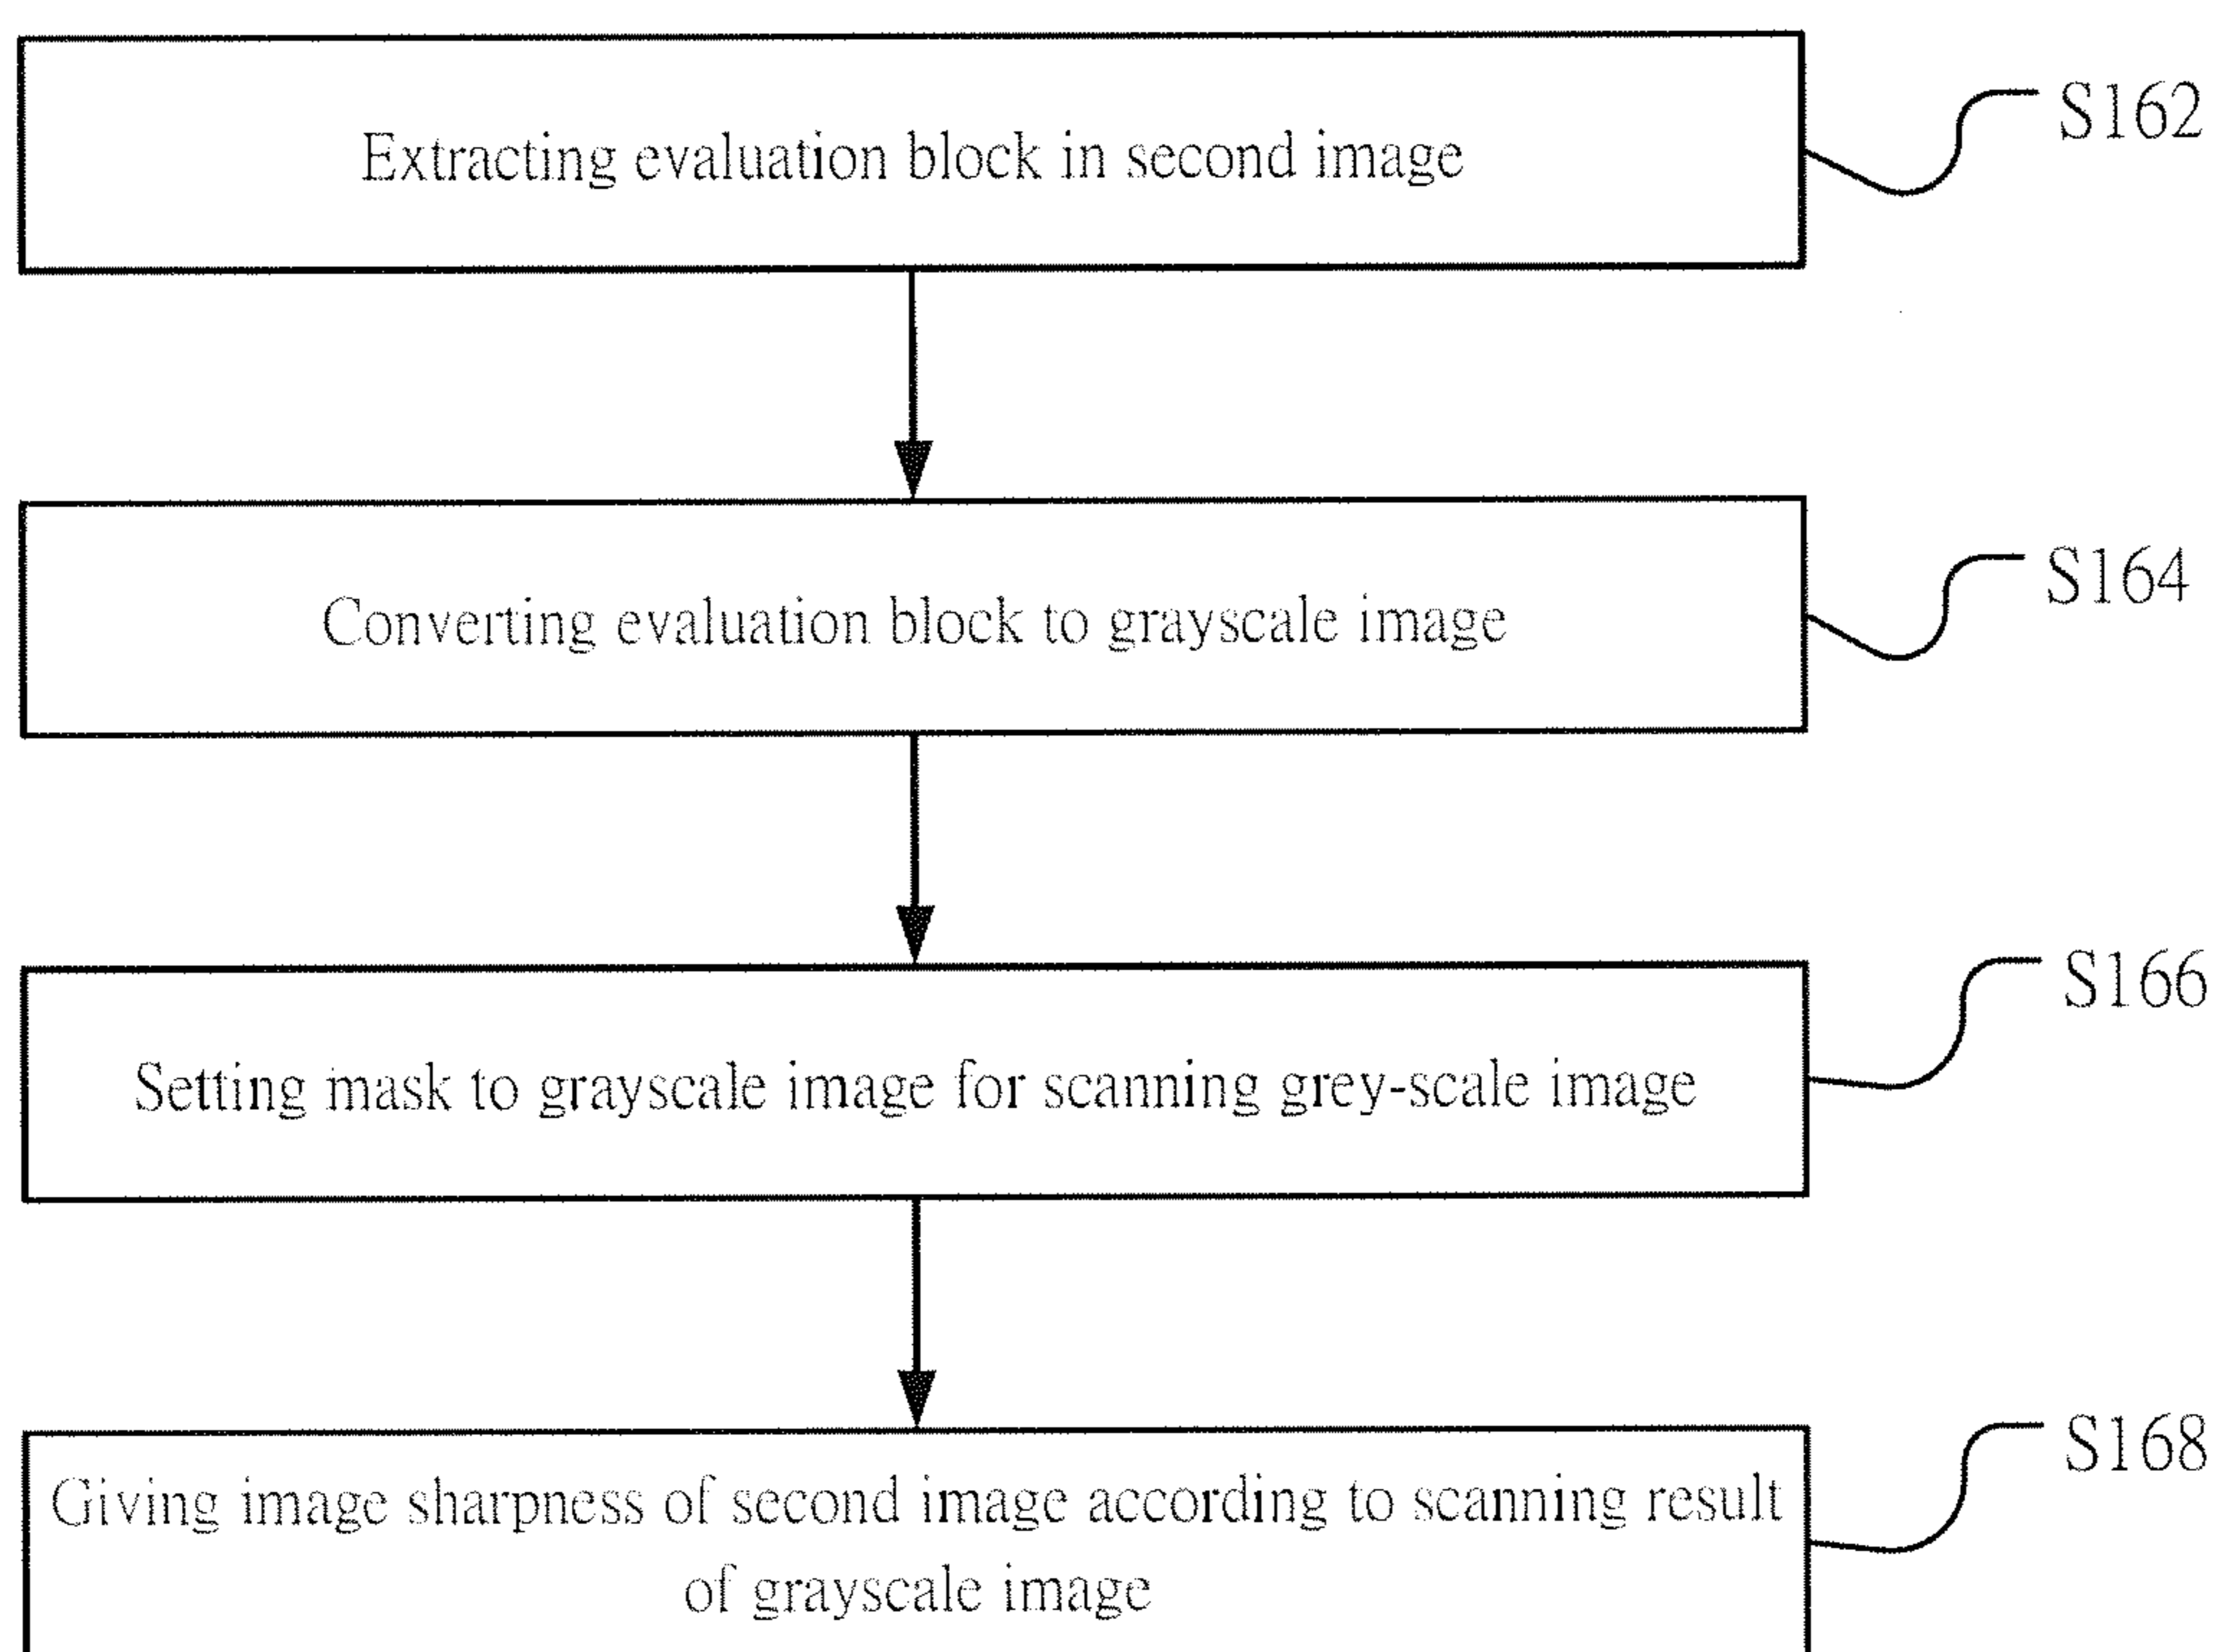 Extracting evaluation block in second image
S162
Converting evaluation block to grayscale image
S164
Setting mask to grayscale image for scanning grey-scale image
S166
Giving image sharpness of second image according to scanning result
of grayscale image
S168